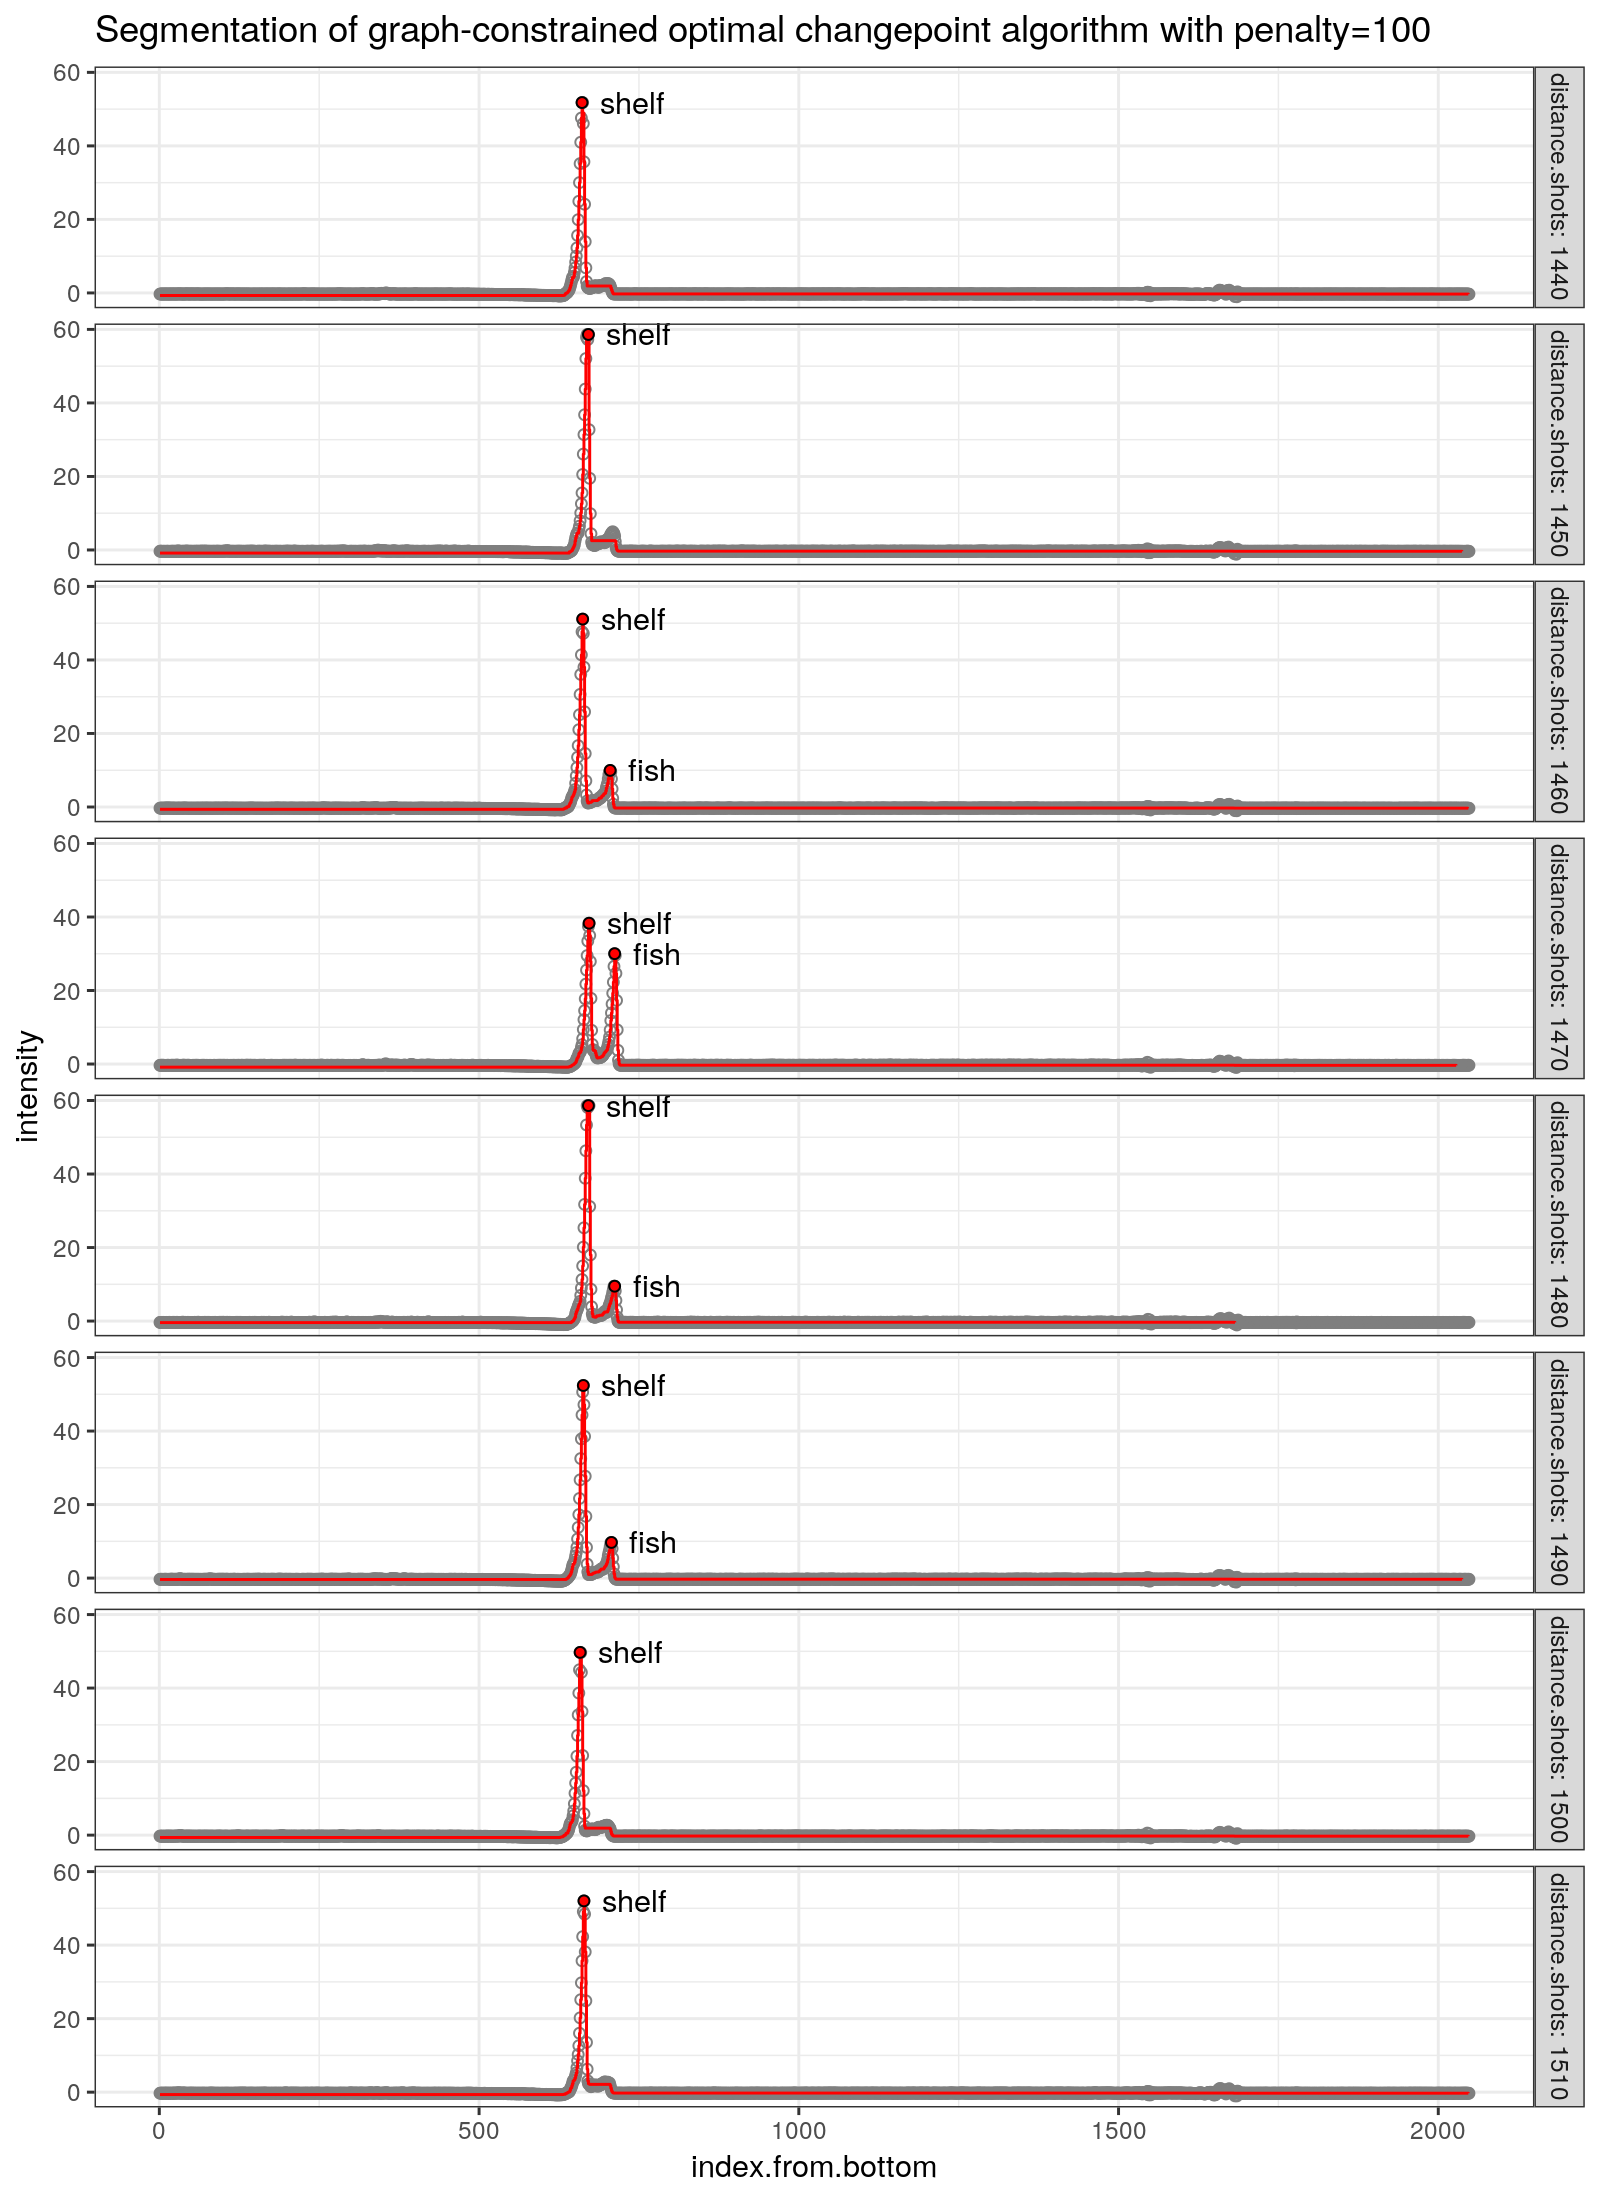 Segmentation of graph-constrained optimal changepoint algorithm with penalty=100
intensity
60
40
20
0
shelf
distance.shots: 1440
60
40
20
0
shelf
distance.shots: 1450
60
40
20
0
shelf
fish
distance.shots: 1460
60
40
20
0
shelf
fish
distance.shots: 1470
60
40
20
0
shelf
fish
distance.shots: 1480
60
40
20
0
shelf
fish
distance.shots: 1490
60
40
20
0
shelf
distance.shots: 1500
60
40
20
0
shelf
distance.shots: 1510
0 500 1000 1500 2000
index.from.bottom